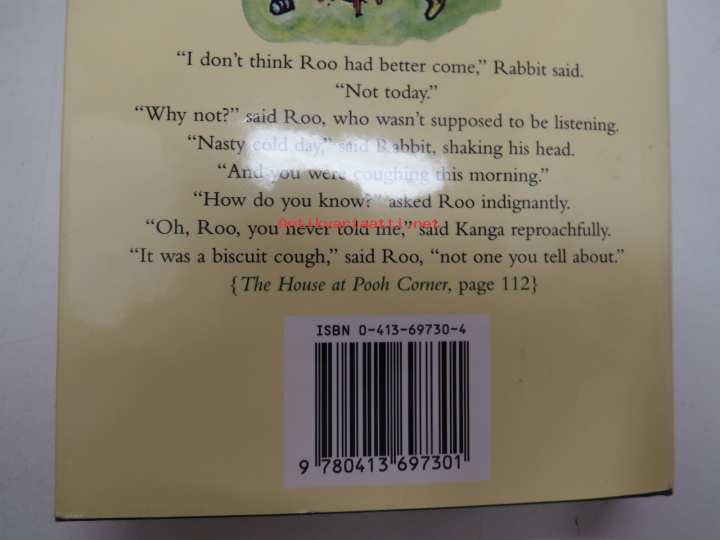 “I don’t think Roo had better come,” Rabbit said.
“Not today.”
“Why not?” said Roo, who wasn’t supposed to be listening.
“Nasty cold day,” said Rabbit, shaking his head.
“And you were coughing this morning.”
“How do you know?” asked Roo indignantly.
Antikvariaatti.net
“Oh, Roo, you never told me,” said Kanga reproachfully.
“It was a biscuit cough,” said Roo, “not one you tell about.”
{The House at Pooh Corner, page 112}
ISBN 0-413-69730-4
9 780413 697301